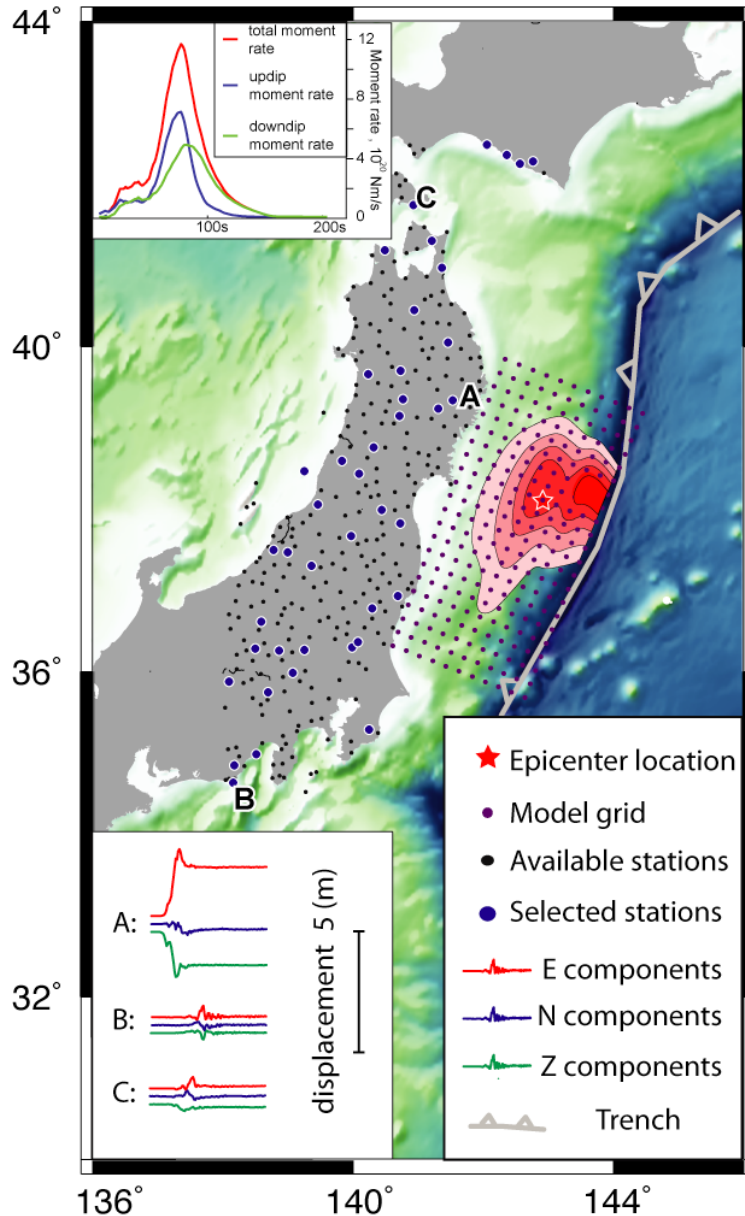 44°
40°
36°
32°
136°
140°
144°
total moment
rate
updip
moment rate
downdip
moment rate
12
8
4
0
Moment rate , 10²⁰ Nm/s
100s
200s
C
A
B
Epicenter location
Model grid
Available stations
Selected stations
E components
N components
Z components
Trench
A:
B:
C:
displacement 5 (m)